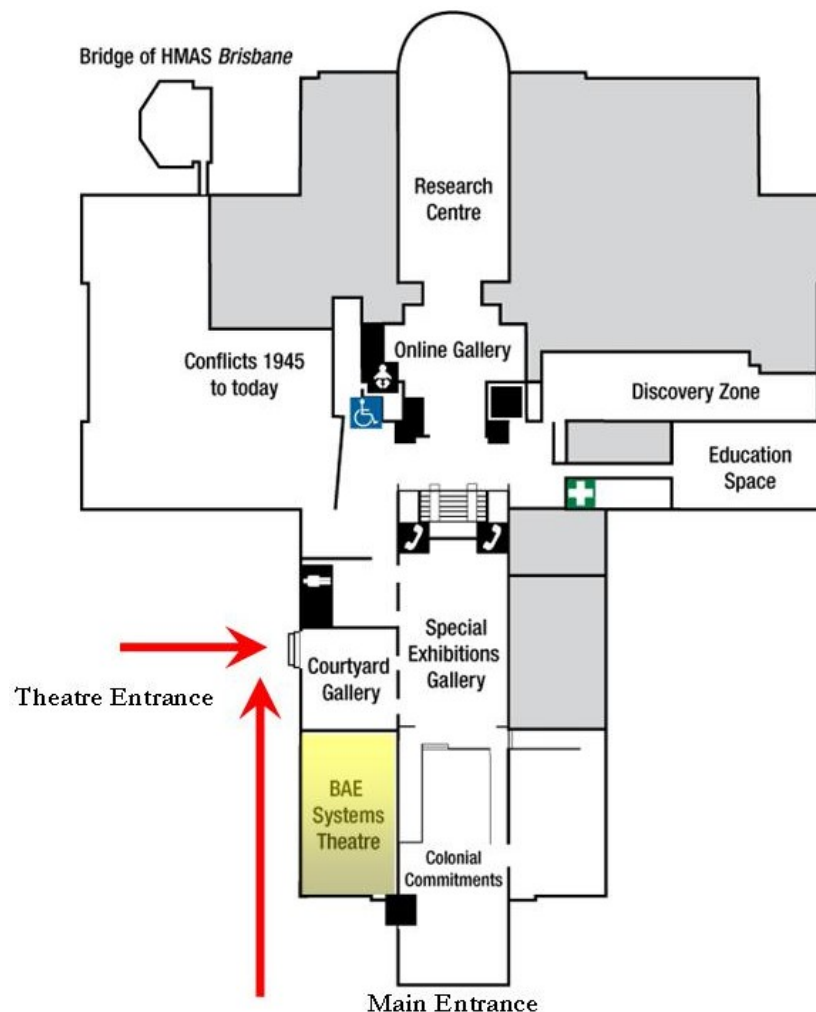 Bridge of HMAS Brisbane
Research
Centre
Online Gallery
Conflicts 1945
to today
Discovery Zone
Education
Space
Special
Exhibitions
Gallery
Courtyard
Gallery
Theatre Entrance
BAE
Systems
Theatre
Colonial
Commitments
Main Entrance